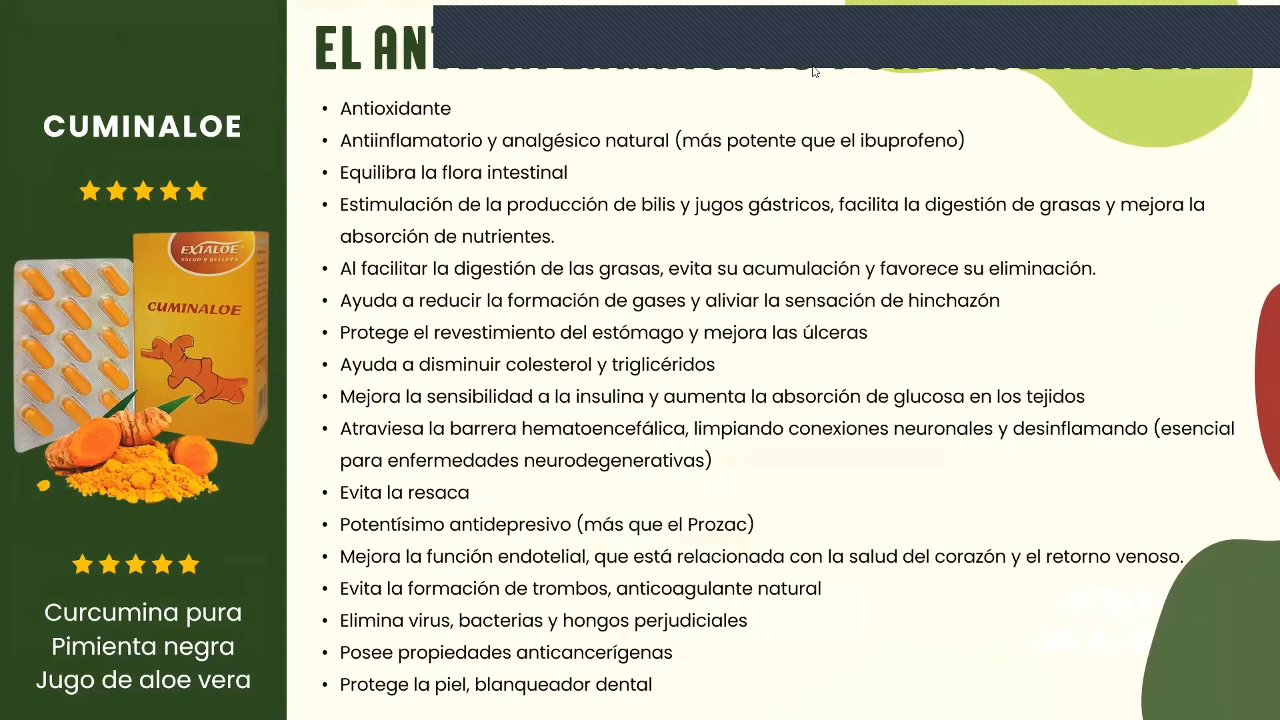 EL
CUMINALOE
EXIALOE
SALUD Y BELLEZA
CUMINALOE
Curcumina pura
Pimienta negra
Jugo de aloe vera
• Antioxidante
• Antiinflamatorio y analgésico natural (más potente que el ibuprofeno)
• Equilibra la flora intestinal
• Estimulación de la producción de bilis y jugos gástricos, facilita la digestión de grasas y mejora la
absorción de nutrientes.
• Al facilitar la digestión de las grasas, evita su acumulación y favorece su eliminación.
• Ayuda a reducir la formación de gases y aliviar la sensación de hinchazón
• Protege el revestimiento del estómago y mejora las úlceras
• Ayuda a disminuir colesterol y triglicéridos
• Mejora la sensibilidad a la insulina y aumenta la absorción de glucosa en los tejidos
• Atraviesa la barrera hematoencefálica, limpiando conexiones neuronales y desinflamando (esencial
para enfermedades neurodegenerativas)
• Evita la resaca
• Potentísimo antidepresivo (más que el Prozac)
• Mejora la función endotelial, que está relacionada con la salud del corazón y el retorno venoso.
• Evita la formación de trombos, anticoagulante natural
• Elimina virus, bacterias y hongos perjudiciales
• Posee propiedades anticancerígenas
• Protege la piel, blanqueador dental